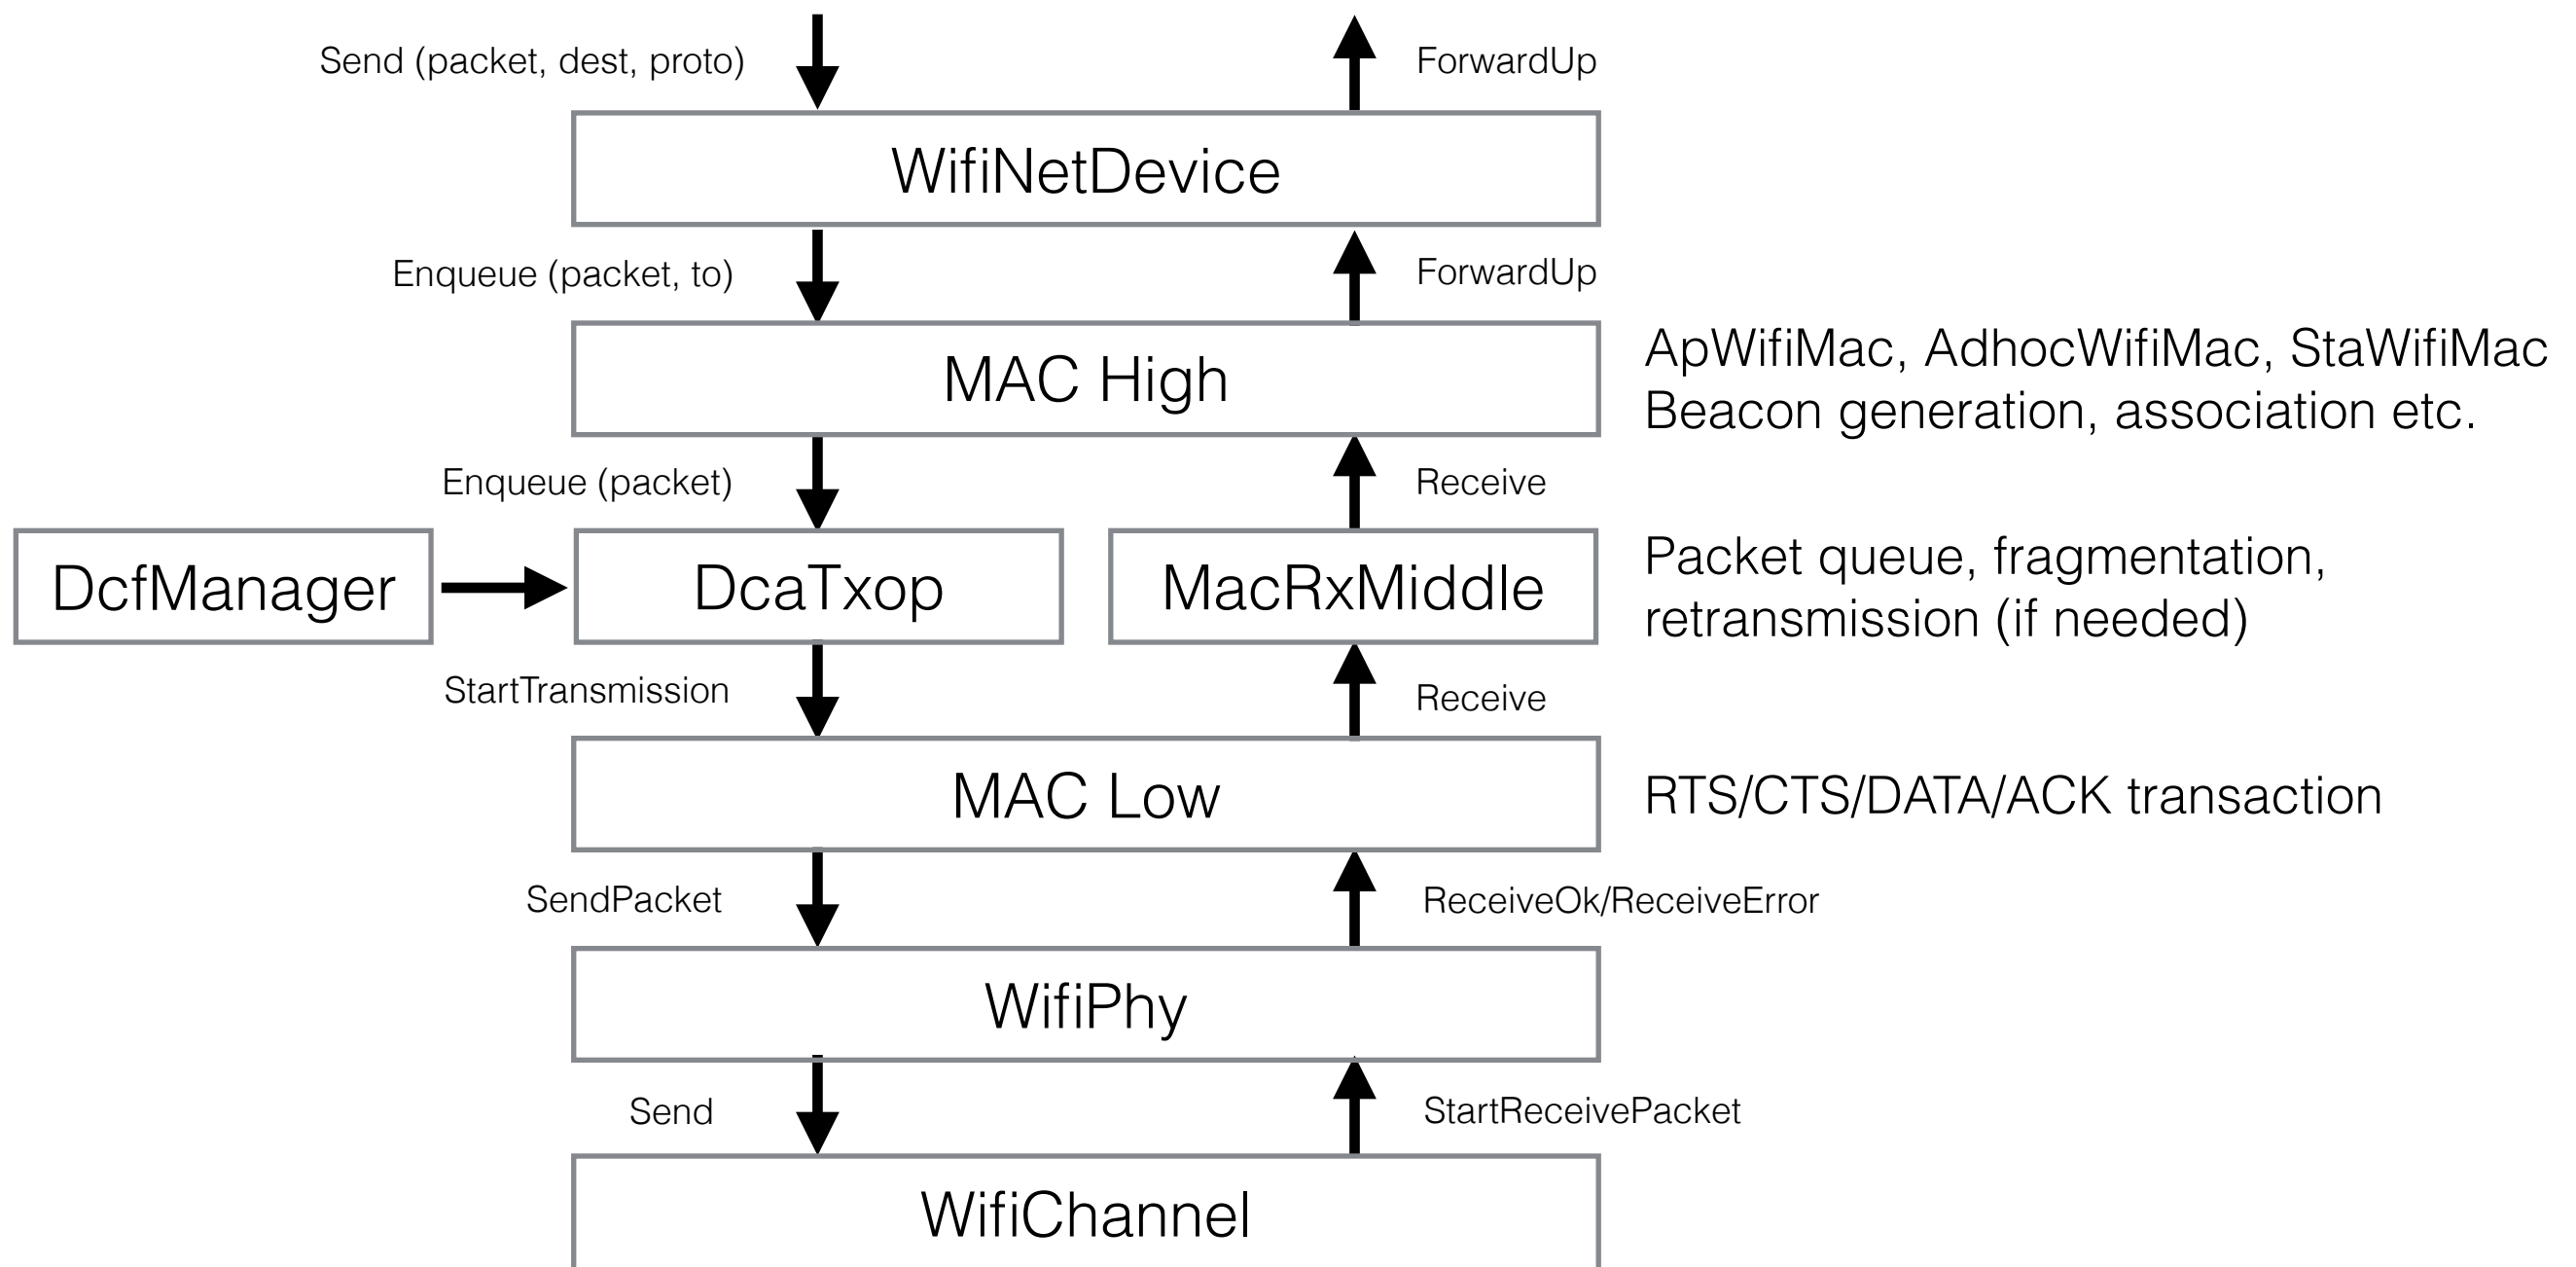 Send (packet, dest, proto)
ForwardUp
WifiNetDevice
Enqueue (packet, to)
ForwardUp
MAC High
ApWifiMac, AdhocWifiMac, StaWifiMac
Beacon generation, association etc.
Enqueue (packet)
Receive
DcfManager
DcaTxop
MacRxMiddle
Packet queue, fragmentation,
retransmission (if needed)
StartTransmission
Receive
MAC Low
RTS/CTS/DATA/ACK transaction
SendPacket
ReceiveOk/ReceiveError
WifiPhy
Send
StartReceivePacket
WifiChannel